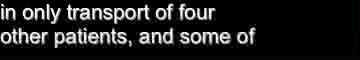 in only transport of four
other patients, and some of